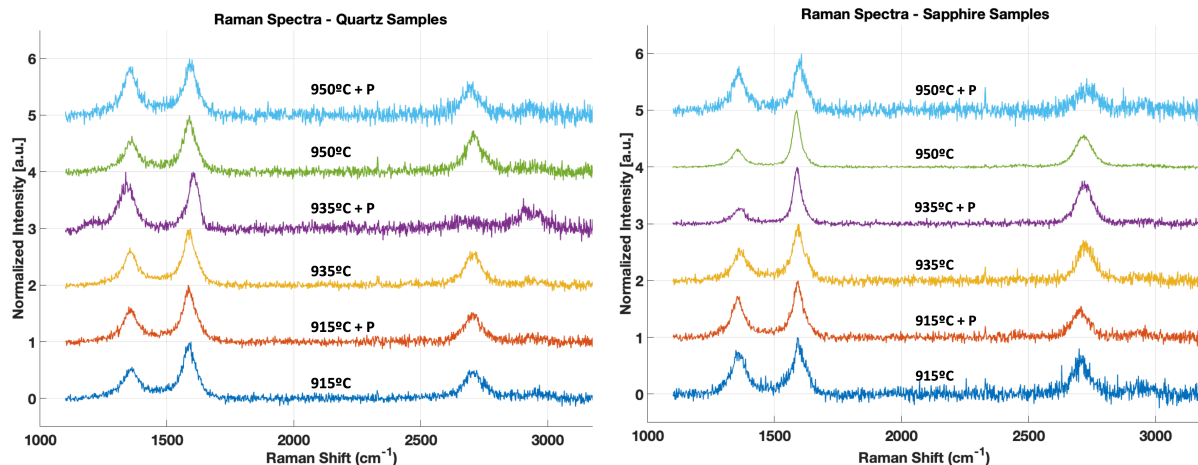 Raman Spectra - Quartz Samples
Normalized Intensity [a.u.]
6
5
4
3
2
1
0
950ºC + P
950ºC
935ºC + P
935ºC
915ºC + P
915ºC
1000 1500 2000 2500 3000
Raman Shift (cm⁻¹)
Raman Spectra - Sapphire Samples
Normalized Intensity [a.u.]
6
5
4
3
2
1
0
950ºC + P
950ºC
935ºC + P
935ºC
915ºC + P
915ºC
1000 1500 2000 2500 3000
Raman Shift (cm⁻¹)